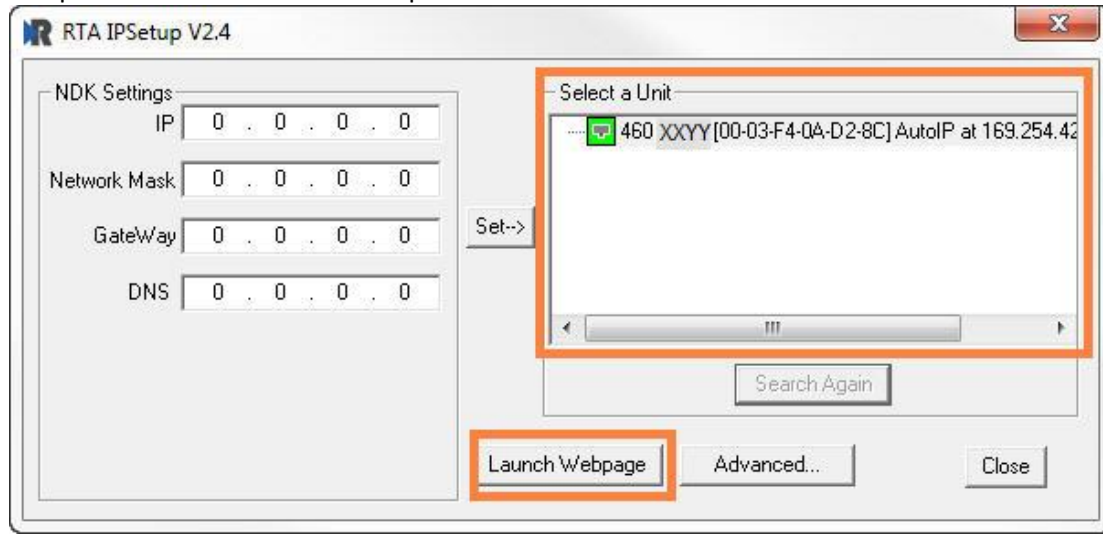 RTA IPSetup V2.4
NDK Settings
IP 0 . 0 . 0 . 0
Network Mask 0 . 0 . 0 . 0
GateWay 0 . 0 . 0 . 0
DNS 0 . 0 . 0 . 0
Set-->
Select a Unit
460 XXYY [00-03-F4-0A-D2-8C] AutoIP at 169.254.42
Search Again
Launch Webpage
Advanced...
Close